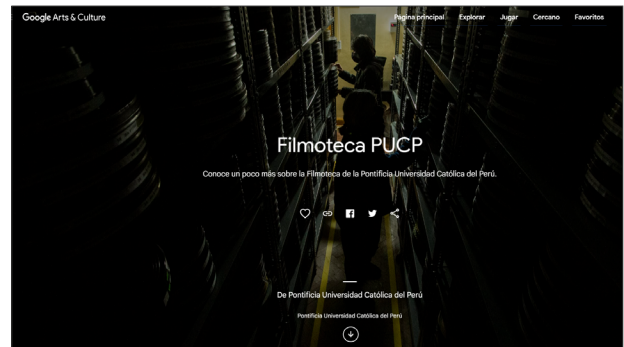 Google Arts & Culture
Página principal Explorar Jugar Cercano Favoritos
Filmoteca PUCP
Conoce un poco más sobre la Filmoteca de la Pontificia Universidad Católica del Perú.
De Pontificia Universidad Católica del Perú
Pontificia Universidad Católica del Perú